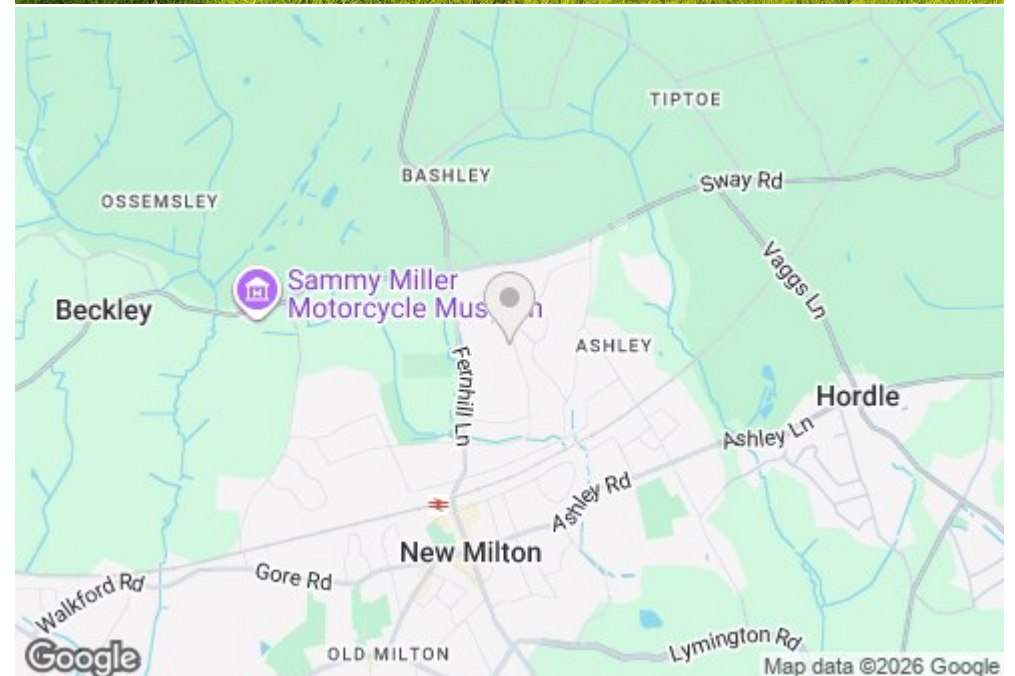 TIPTOE
BASHLEY
Sway Rd
OSSEMSLEY
Vaggs Ln
Sammy Miller
Motorcycle Mus
n
Beckley
ASHLEY
Fernhill Ln
Hordle
Ashley Ln
Ashley Rd
New Milton
Gore Rd
Walkford Rd
Lymington Rd
OLD MILTON
Google
Map data ©2026 Google